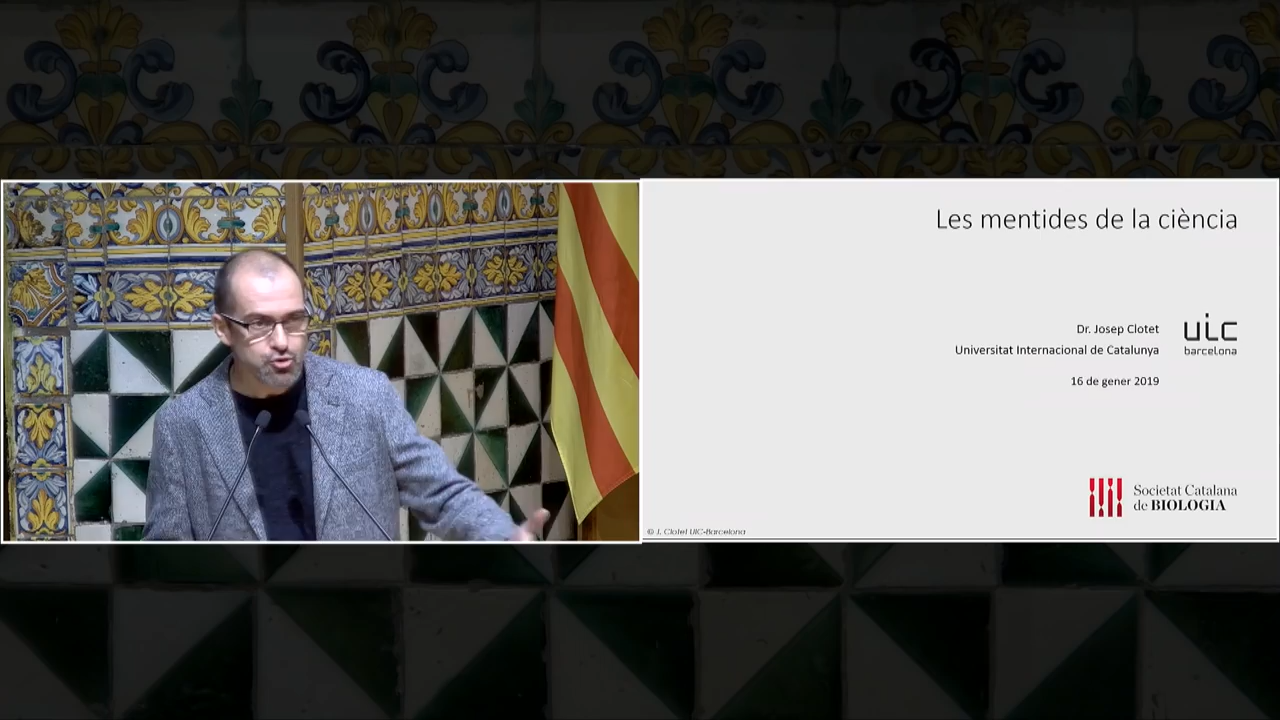 Les mentides de la ciència
Dr. Josep Clotet
Universitat Internacional de Catalunya
uic
barcelona
16 de gener 2019
Societat Catalana
de BIOLOGIA
© J. Clotet UIC-Barcelona